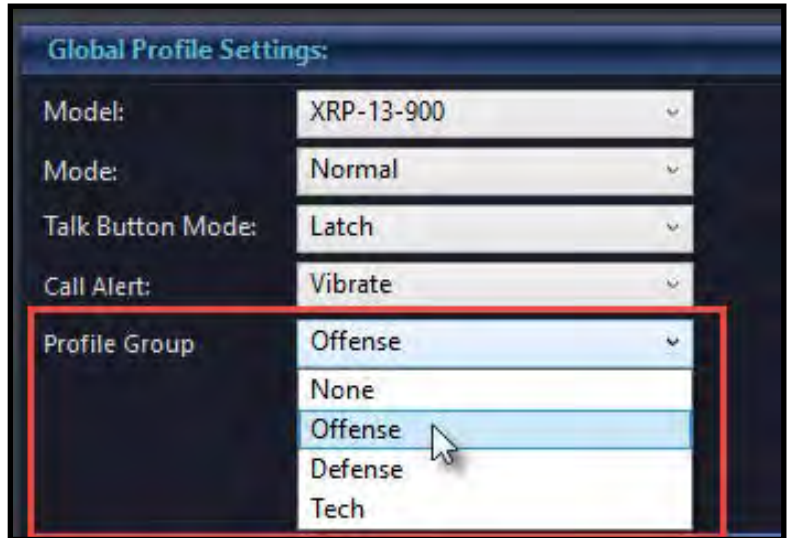 Global Profile Settings:
Model: XRP-13-900
Mode: Normal
Talk Button Mode: Latch
Call Alert: Vibrate
Profile Group Offense
None
Offense
Defense
Tech